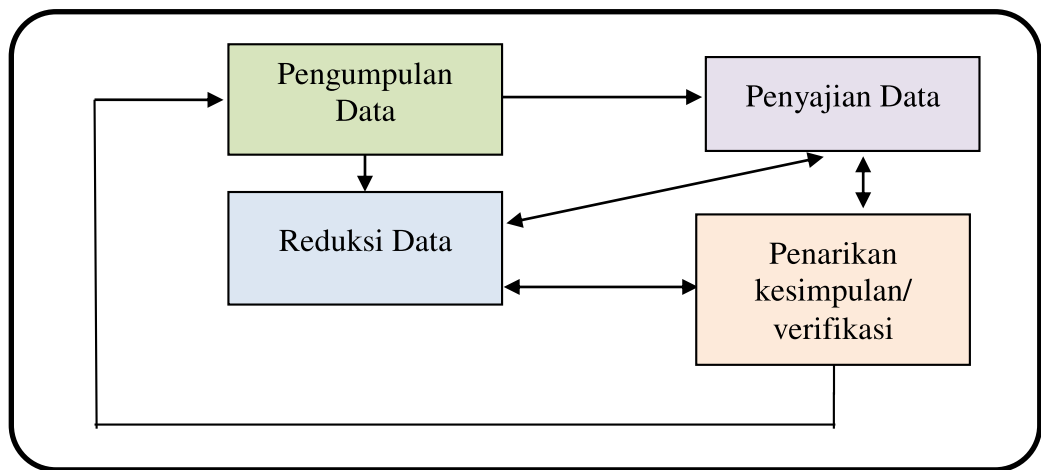 Pengumpulan
Data
Penyajian Data
Reduksi Data
Penarikan
kesimpulan/
verifikasi